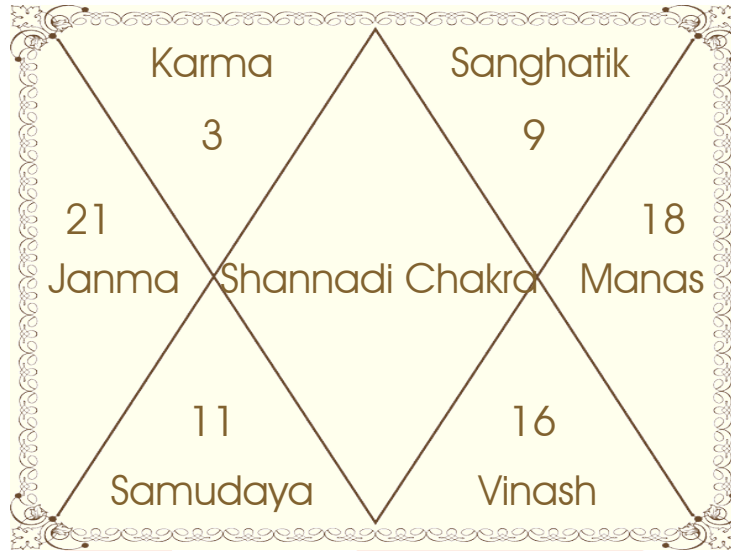 Karma
3
Sanghatik
9
21
Janma
Shannadi Chakra
18
Manas
11
Samudaya
16
Vinash